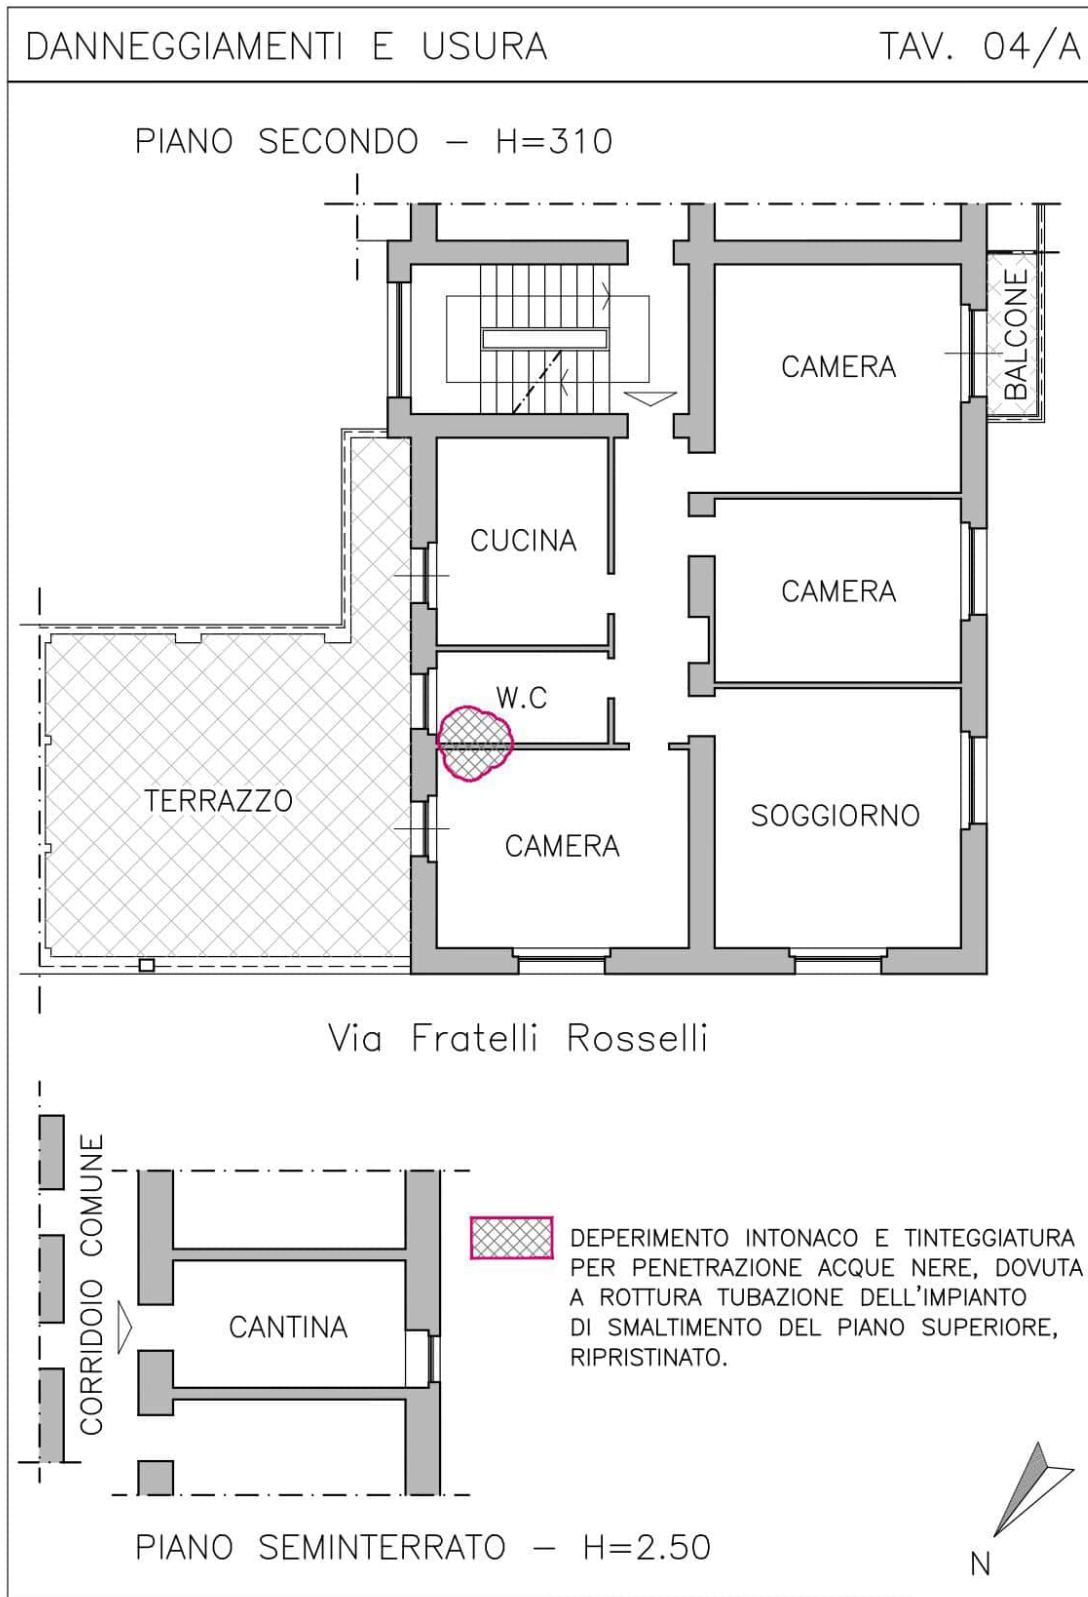 DANNEGGIAMENTI E USURA
TAV. 04/A
PIANO SECONDO - H=310
BALCONE
CAMERA
CUCINA
CAMERA
W.C
TERRAZZO
SOGGIORNO
CAMERA
Via Fratelli Rosselli
CORRIDOIO COMUNE
CANTINA
DEPERIMENTO INTONACO E TINTEGGIATURA
PER PENETRAZIONE ACQUE NERE, DOVUTA
A ROTTURA TUBAZIONE DELL'IMPIANTO
DI SMALTIMENTO DEL PIANO SUPERIORE,
RIPRISTINATO.
PIANO SEMINTERRATO - H=2.50
N